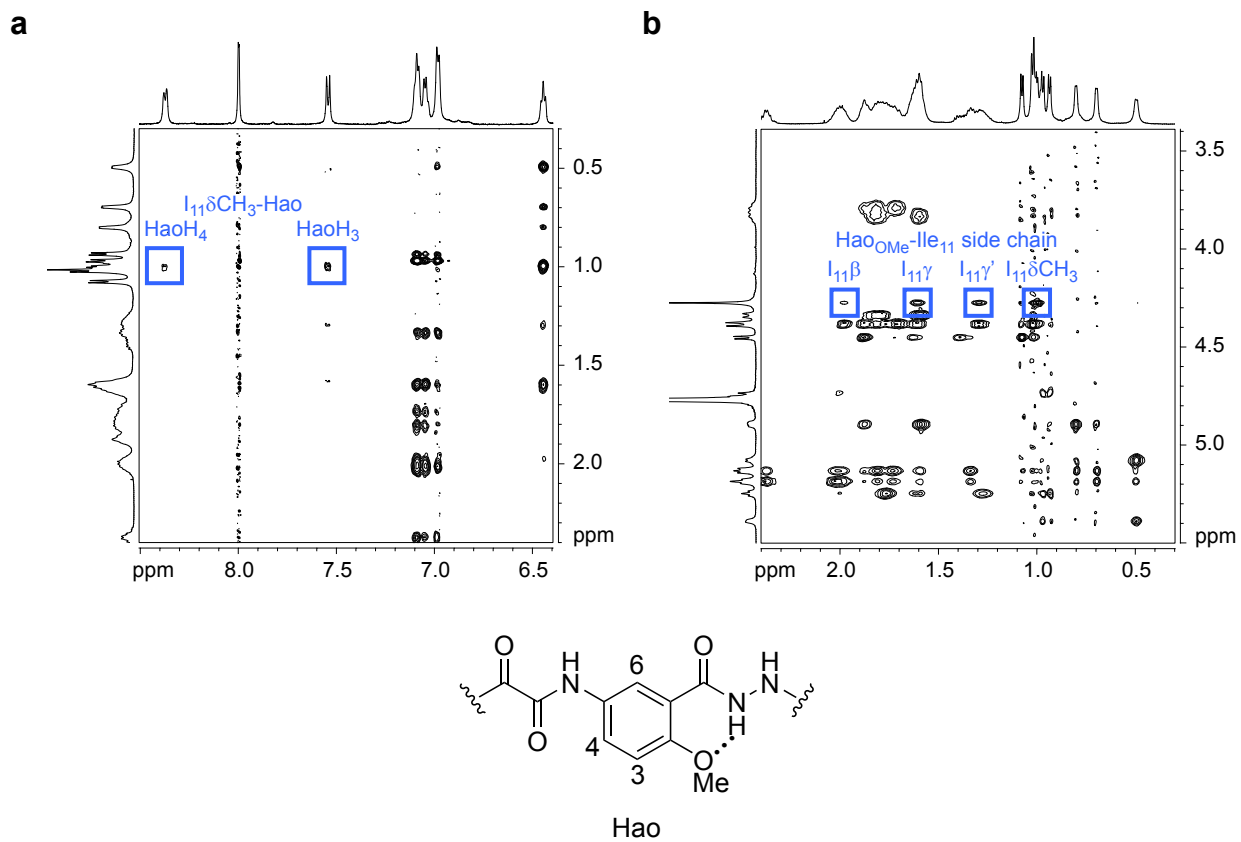 a
I₁₁δCH₃-Hao
HaoH₄
HaoH₃
0.5
1.0
1.5
2.0
ppm
ppm
8.0
7.5
7.0
6.5
b
Hao_OMe-Ile₁₁ side chain
I₁₁β
I₁₁γ
I₁₁γ'
I₁₁δCH₃
3.5
4.0
4.5
5.0
ppm
ppm
2.0
1.5
1.0
0.5
O
H
N
O
6
4
3
O
N
H
H
N
O
Me
Hao